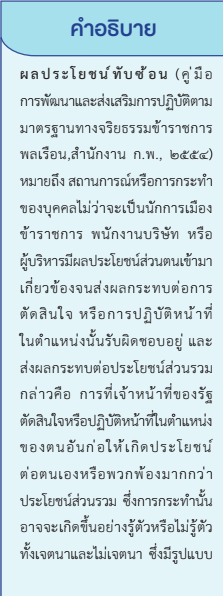 คำอธิบาย
ผลประโยชน์ทับซ้อน (คู่มือ
การพัฒนาและส่งเสริมการปฏิบัติตาม
มาตรฐานทางจริยธรรมข้าราชการ
พลเรือน,สำนักงาน ก.พ., ๒๕๕๔)
หมายถึง สถานการณ์หรือการกระทำ
ของบุคคลไม่ว่าจะเป็นนักการเมือง
ข้าราชการ พนักงานบริษัท หรือ
ผู้บริหารมีผลประโยชน์ส่วนตนเข้ามา
เกี่ยวข้องจนส่งผลกระทบต่อการ
ตัดสินใจ หรือการปฏิบัติหน้าที่
ในตำแหน่งนั้นรับผิดชอบอยู่ และ
ส่งผลกระทบต่อประโยชน์ส่วนรวม
กล่าวคือ การที่เจ้าหน้าที่ของรัฐ
ตัดสินใจหรือปฏิบัติหน้าที่ในตำแหน่ง
ของตนอันก่อให้เกิดประโยชน์
ต่อตนเองหรือพวกพ้องมากกว่า
ประโยชน์ส่วนรวม ซึ่งการกระทำนั้น
อาจจะเกิดขึ้นอย่างรู้ตัวหรือไม่รู้ตัว
ทั้งเจตนาและไม่เจตนา ซึ่งมีรูปแบบ